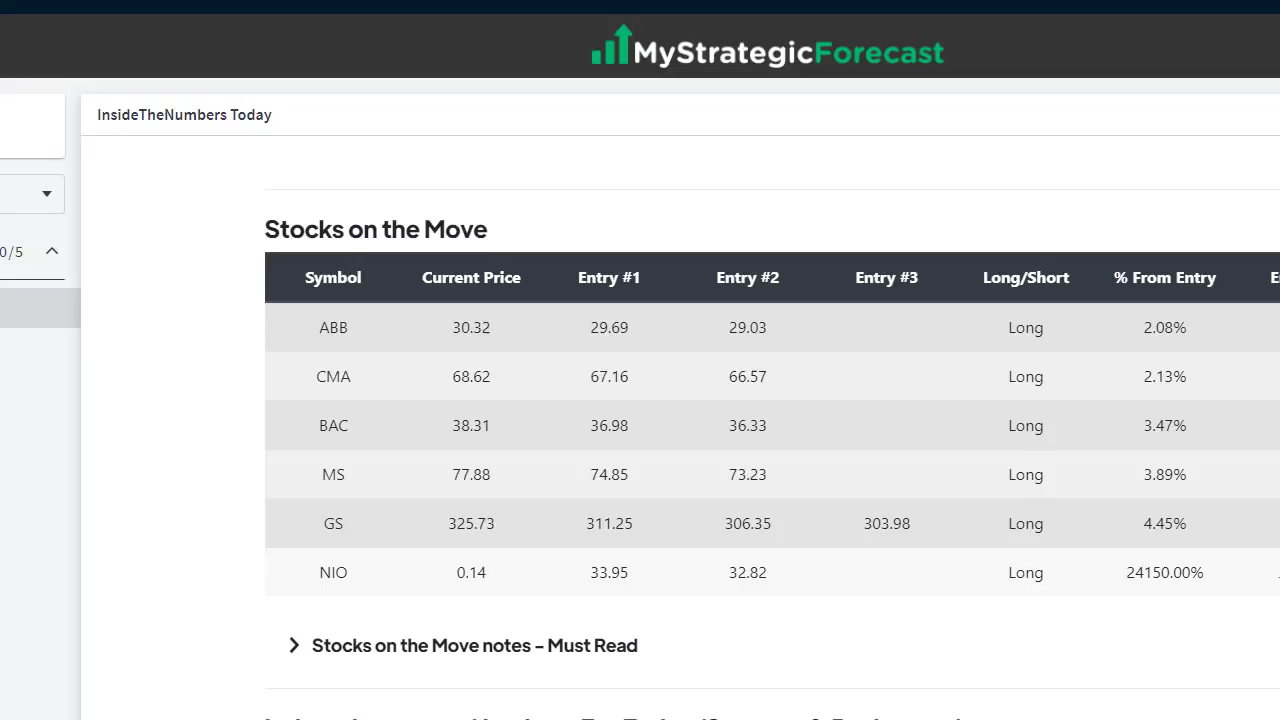 MyStrategicForecast
InsideTheNumbers Today
0/5
Stocks on the Move
Symbol Current Price Entry #1 Entry #2 Entry #3 Long/Short % From Entry
ABB 30.32 29.69 29.03 Long 2.08%
CMA 68.62 67.16 66.57 Long 2.13%
BAC 38.31 36.98 36.33 Long 3.47%
MS 77.88 74.85 73.23 Long 3.89%
GS 325.73 311.25 306.35 303.98 Long 4.45%
NIO 0.14 33.95 32.82 Long 24150.00%
Stocks on the Move notes – Must Read